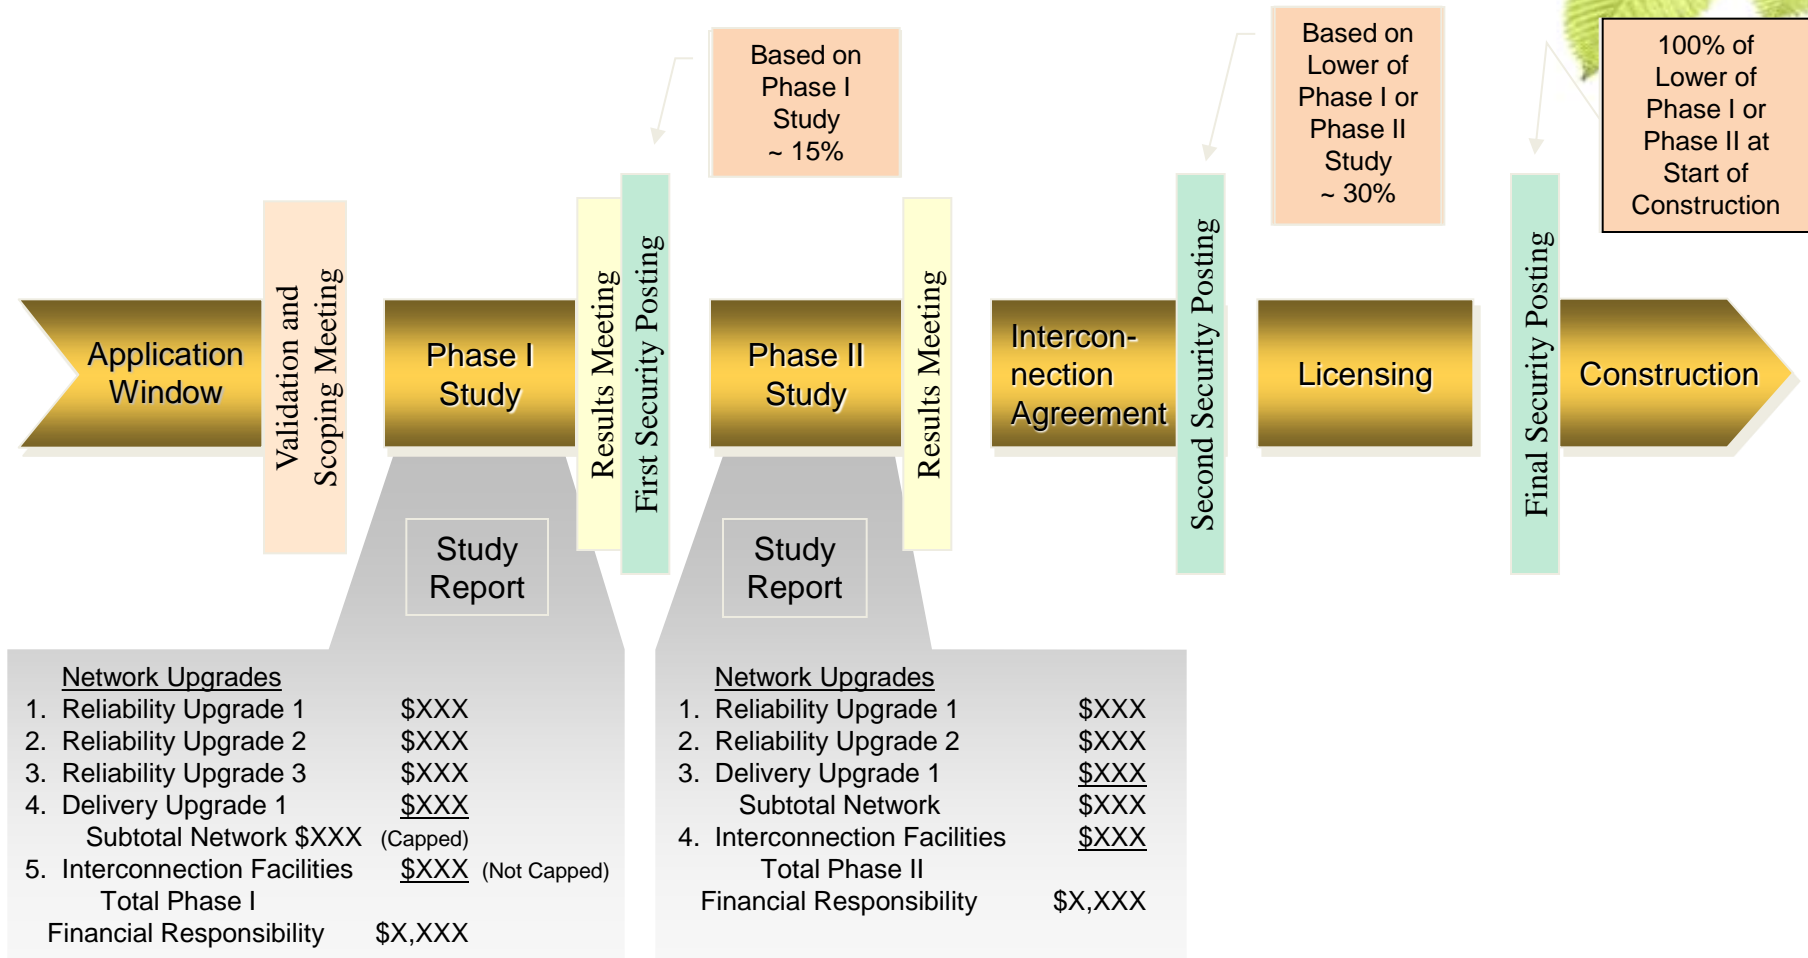 Based on
Phase I
Study
~ 15%
Based on
Lower of
Phase I or
Phase II
Study
~ 30%
100% of
Lower of
Phase I or
Phase II at
Start of
Construction
Application
Window
Validation and
Scoping Meeting
Phase I
Study
Results Meeting
First Security Posting
Phase II
Study
Results Meeting
Intercon-
nection
Agreement
Second Security Posting
Licensing
Final Security Posting
Construction
Study
Report
Study
Report
Network Upgrades
1. Reliability Upgrade 1 $XXX
2. Reliability Upgrade 2 $XXX
3. Reliability Upgrade 3 $XXX
4. Delivery Upgrade 1 $XXX
Subtotal Network $XXX (Capped)
5. Interconnection Facilities $XXX (Not Capped)
Total Phase I
Financial Responsibility $X,XXX
Network Upgrades
1. Reliability Upgrade 1 $XXX
2. Reliability Upgrade 2 $XXX
3. Delivery Upgrade 1 $XXX
Subtotal Network $XXX
4. Interconnection Facilities $XXX
Total Phase II
Financial Responsibility $X,XXX